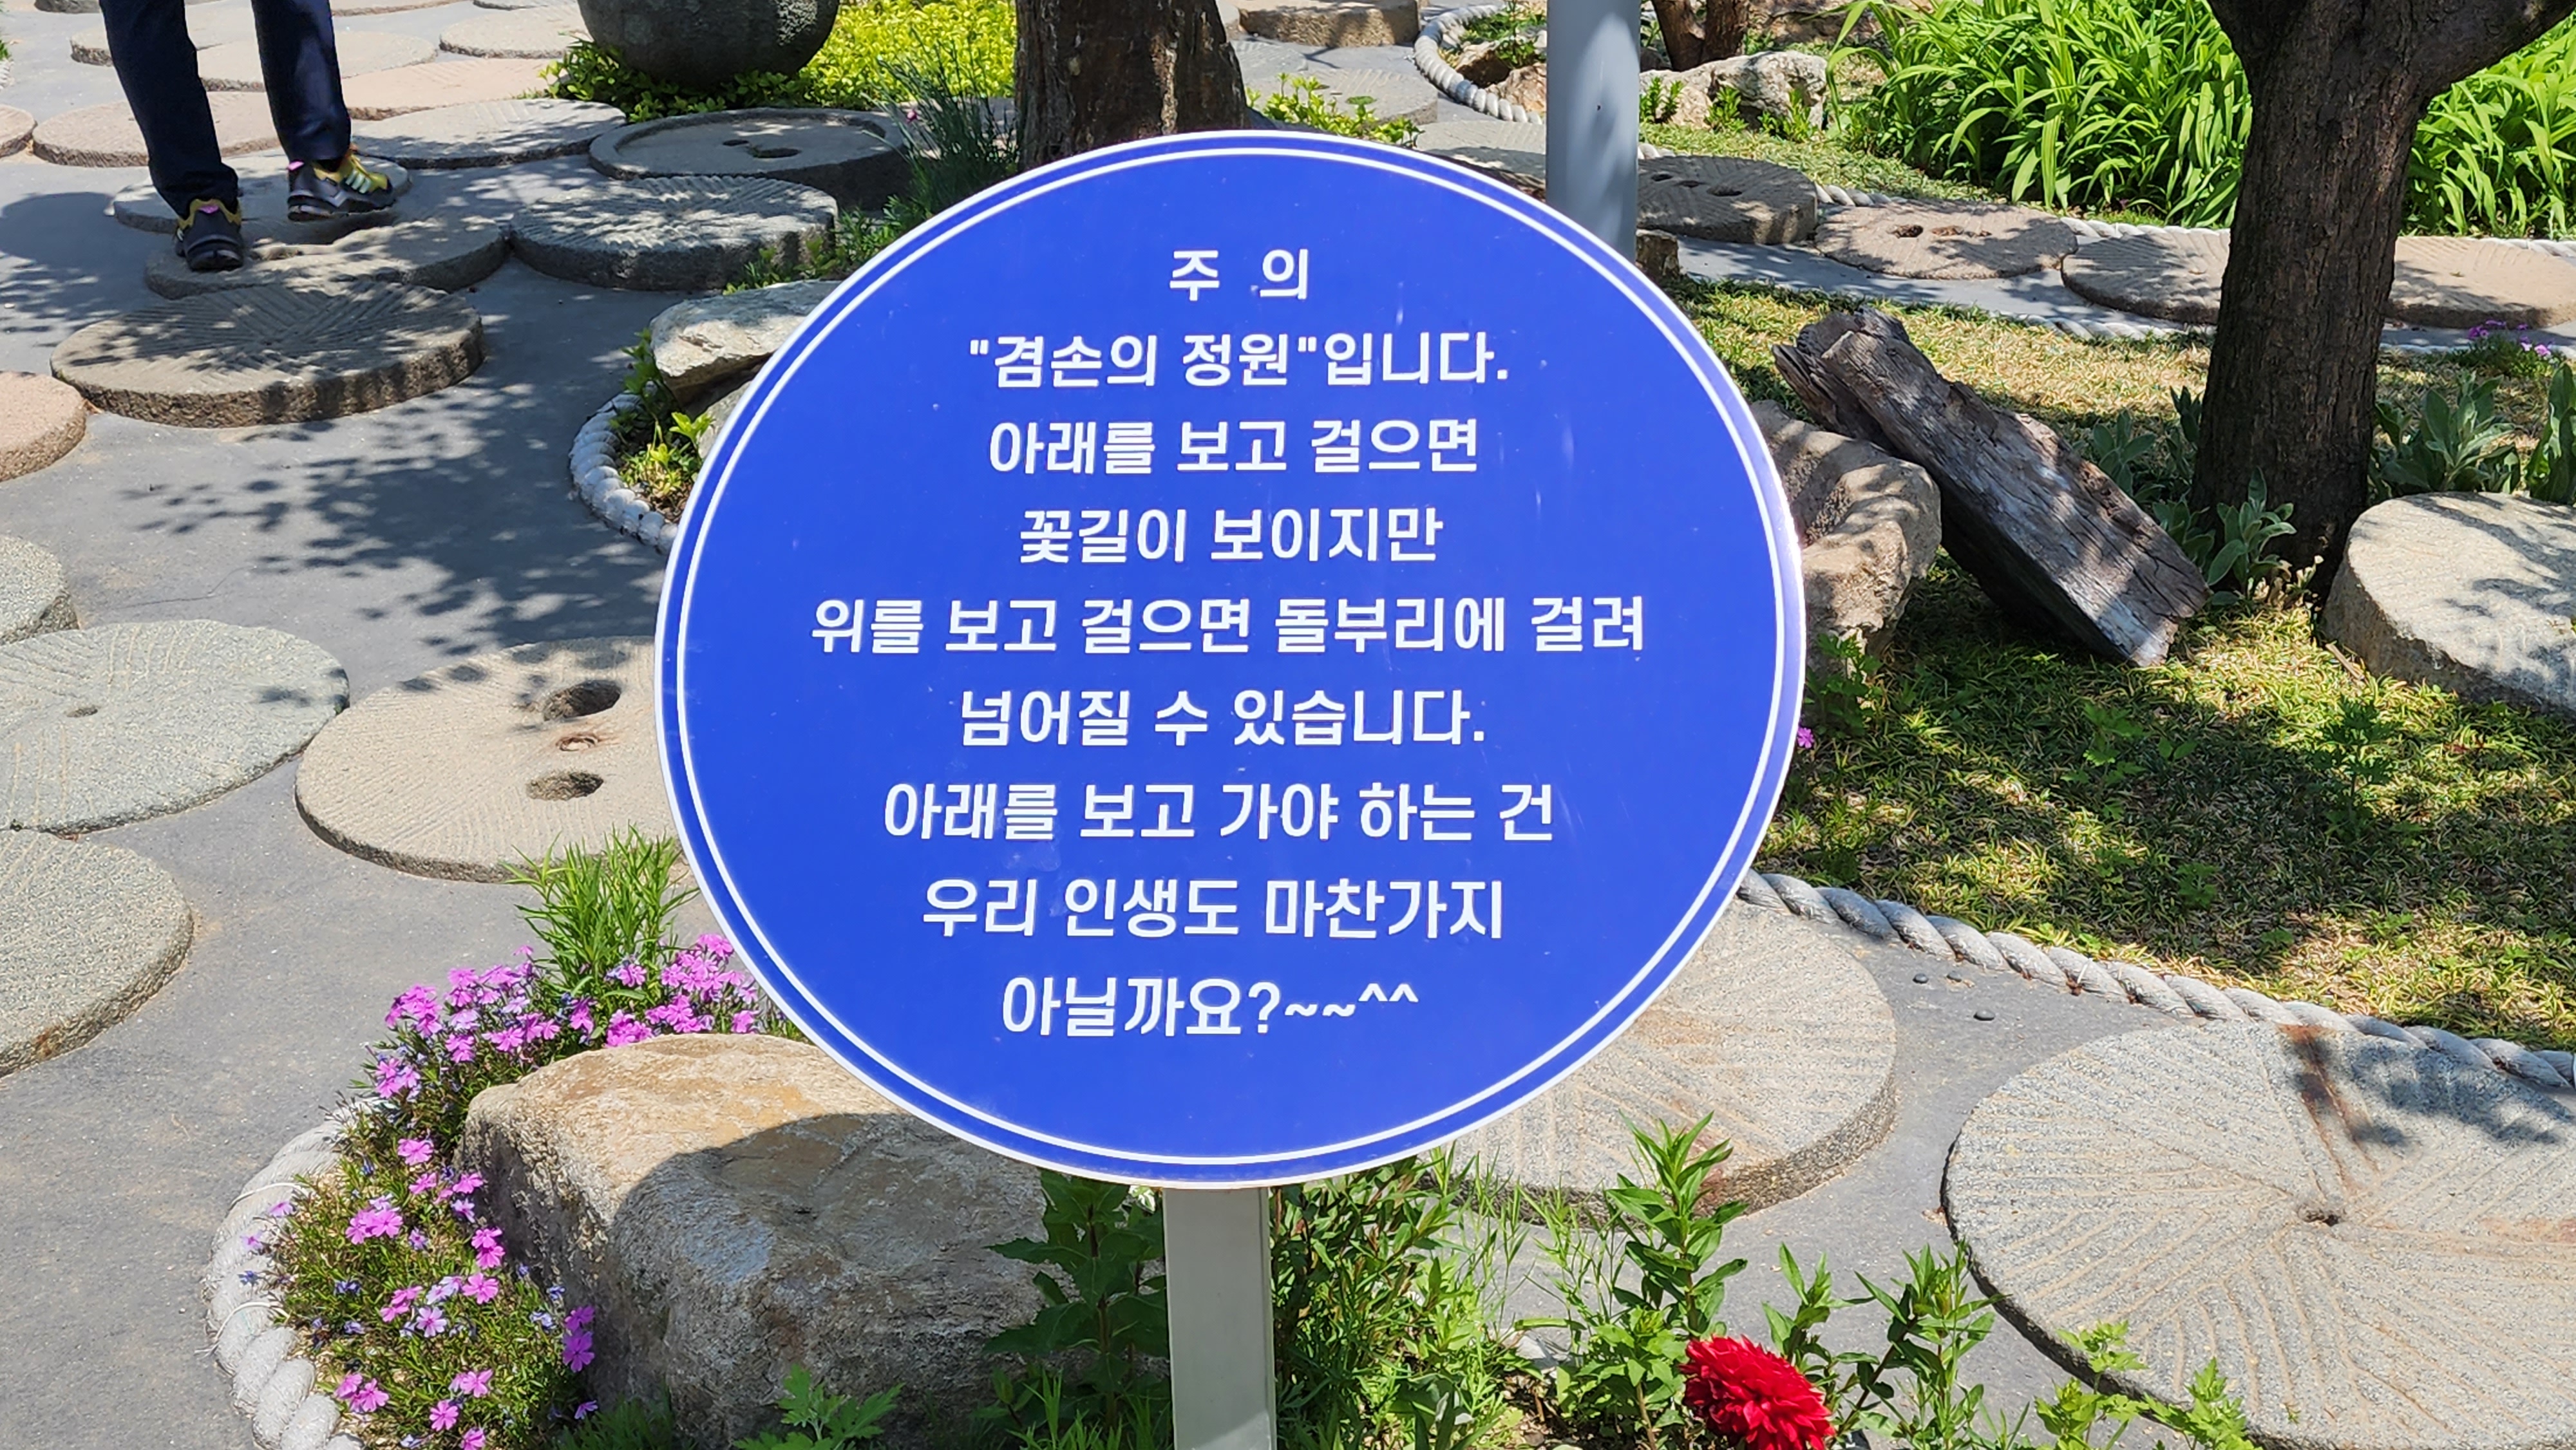 주 의
"겸손의 정원"입니다.
아래를 보고 걸으면
꽃길이 보이지만
위를 보고 걸으면 돌부리에 걸려
넘어질 수 있습니다.
아래를 보고 가야 하는 건
우리 인생도 마찬가지
아닐까요?~~^^